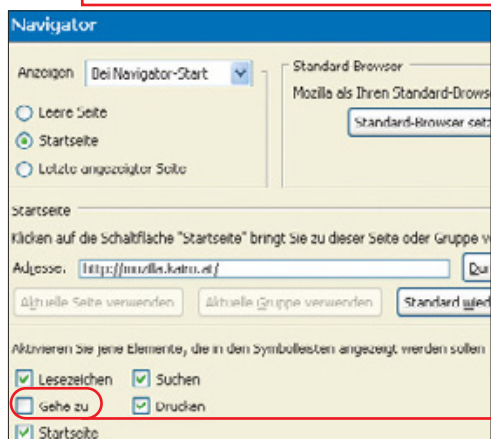 Navigator
Anzeigen Bei Navigator-Start
Leere Seite
Startseite
Letzte angezeigter Seite
Standard Browser
Mozilla als Ihren Standard-Brows
Standard-Browser setz
Startseite
Klicken auf die Schaltfläche "Startseite" bringt Sie zu dieser Seite oder Gruppe v
Adresse: http://mozilla.kairo.at/ Dur
Aktuelle Seite verwenden Aktuelle Gruppe verwenden Standard wied
Aktivieren Sie jene Elemente, die in den Symbolleisten angezeigt werden sollen
Lesezeichen Suchen
Gehe zu Drucken
Startseite